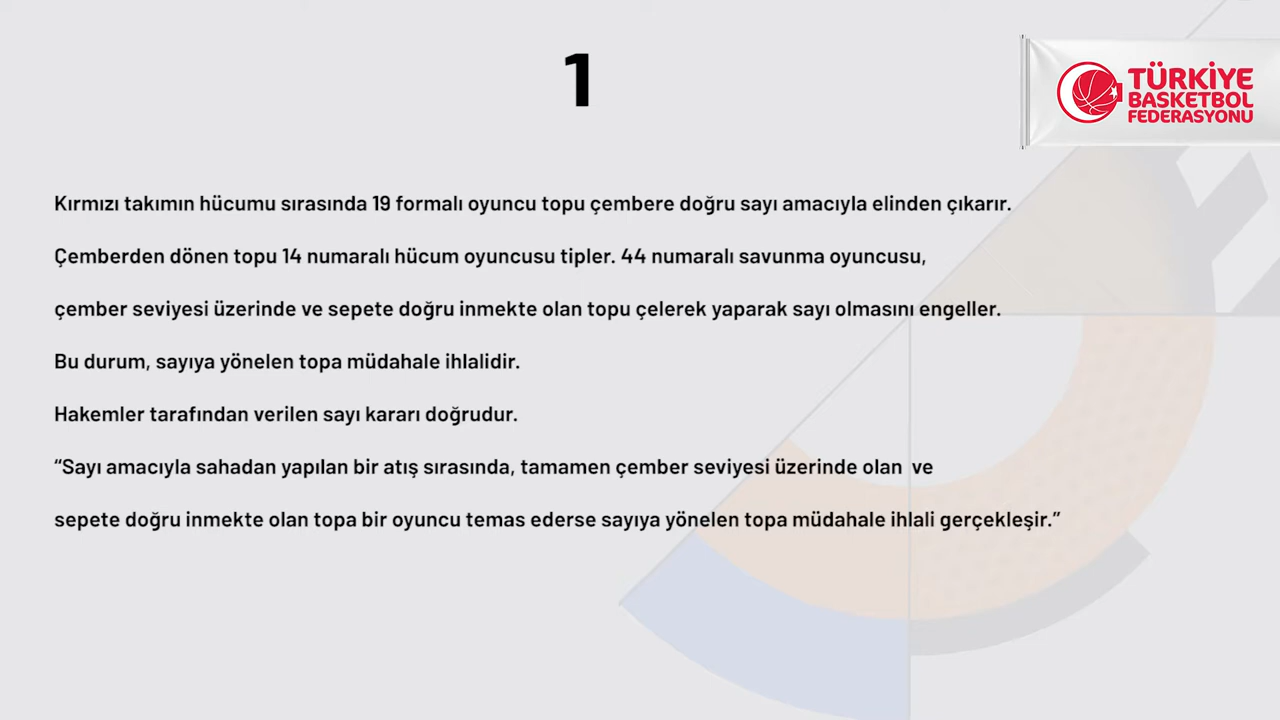 1
TÜRKİYE
BASKETBOL
FEDERASYONU
Kırmızı takımın hücumu sırasında 19 formalı oyuncu topu çembere doğru sayı amacıyla elinden çıkarır.
Çemberden dönen topu 14 numaralı hücum oyuncusu tipler. 44 numaralı savunma oyuncusu,
çember seviyesi üzerinde ve sepete doğru inmekte olan topu çelerek yaparak sayı olmasını engeller.
Bu durum, sayıya yönelen topa müdahale ihlalidir.
Hakemler tarafından verilen sayı kararı doğrudur.
“Sayı amacıyla sahadan yapılan bir atış sırasında, tamamen çember seviyesi üzerinde olan  ve
sepete doğru inmekte olan topa bir oyuncu temas ederse sayıya yönelen topa müdahale ihlali gerçekleşir.”